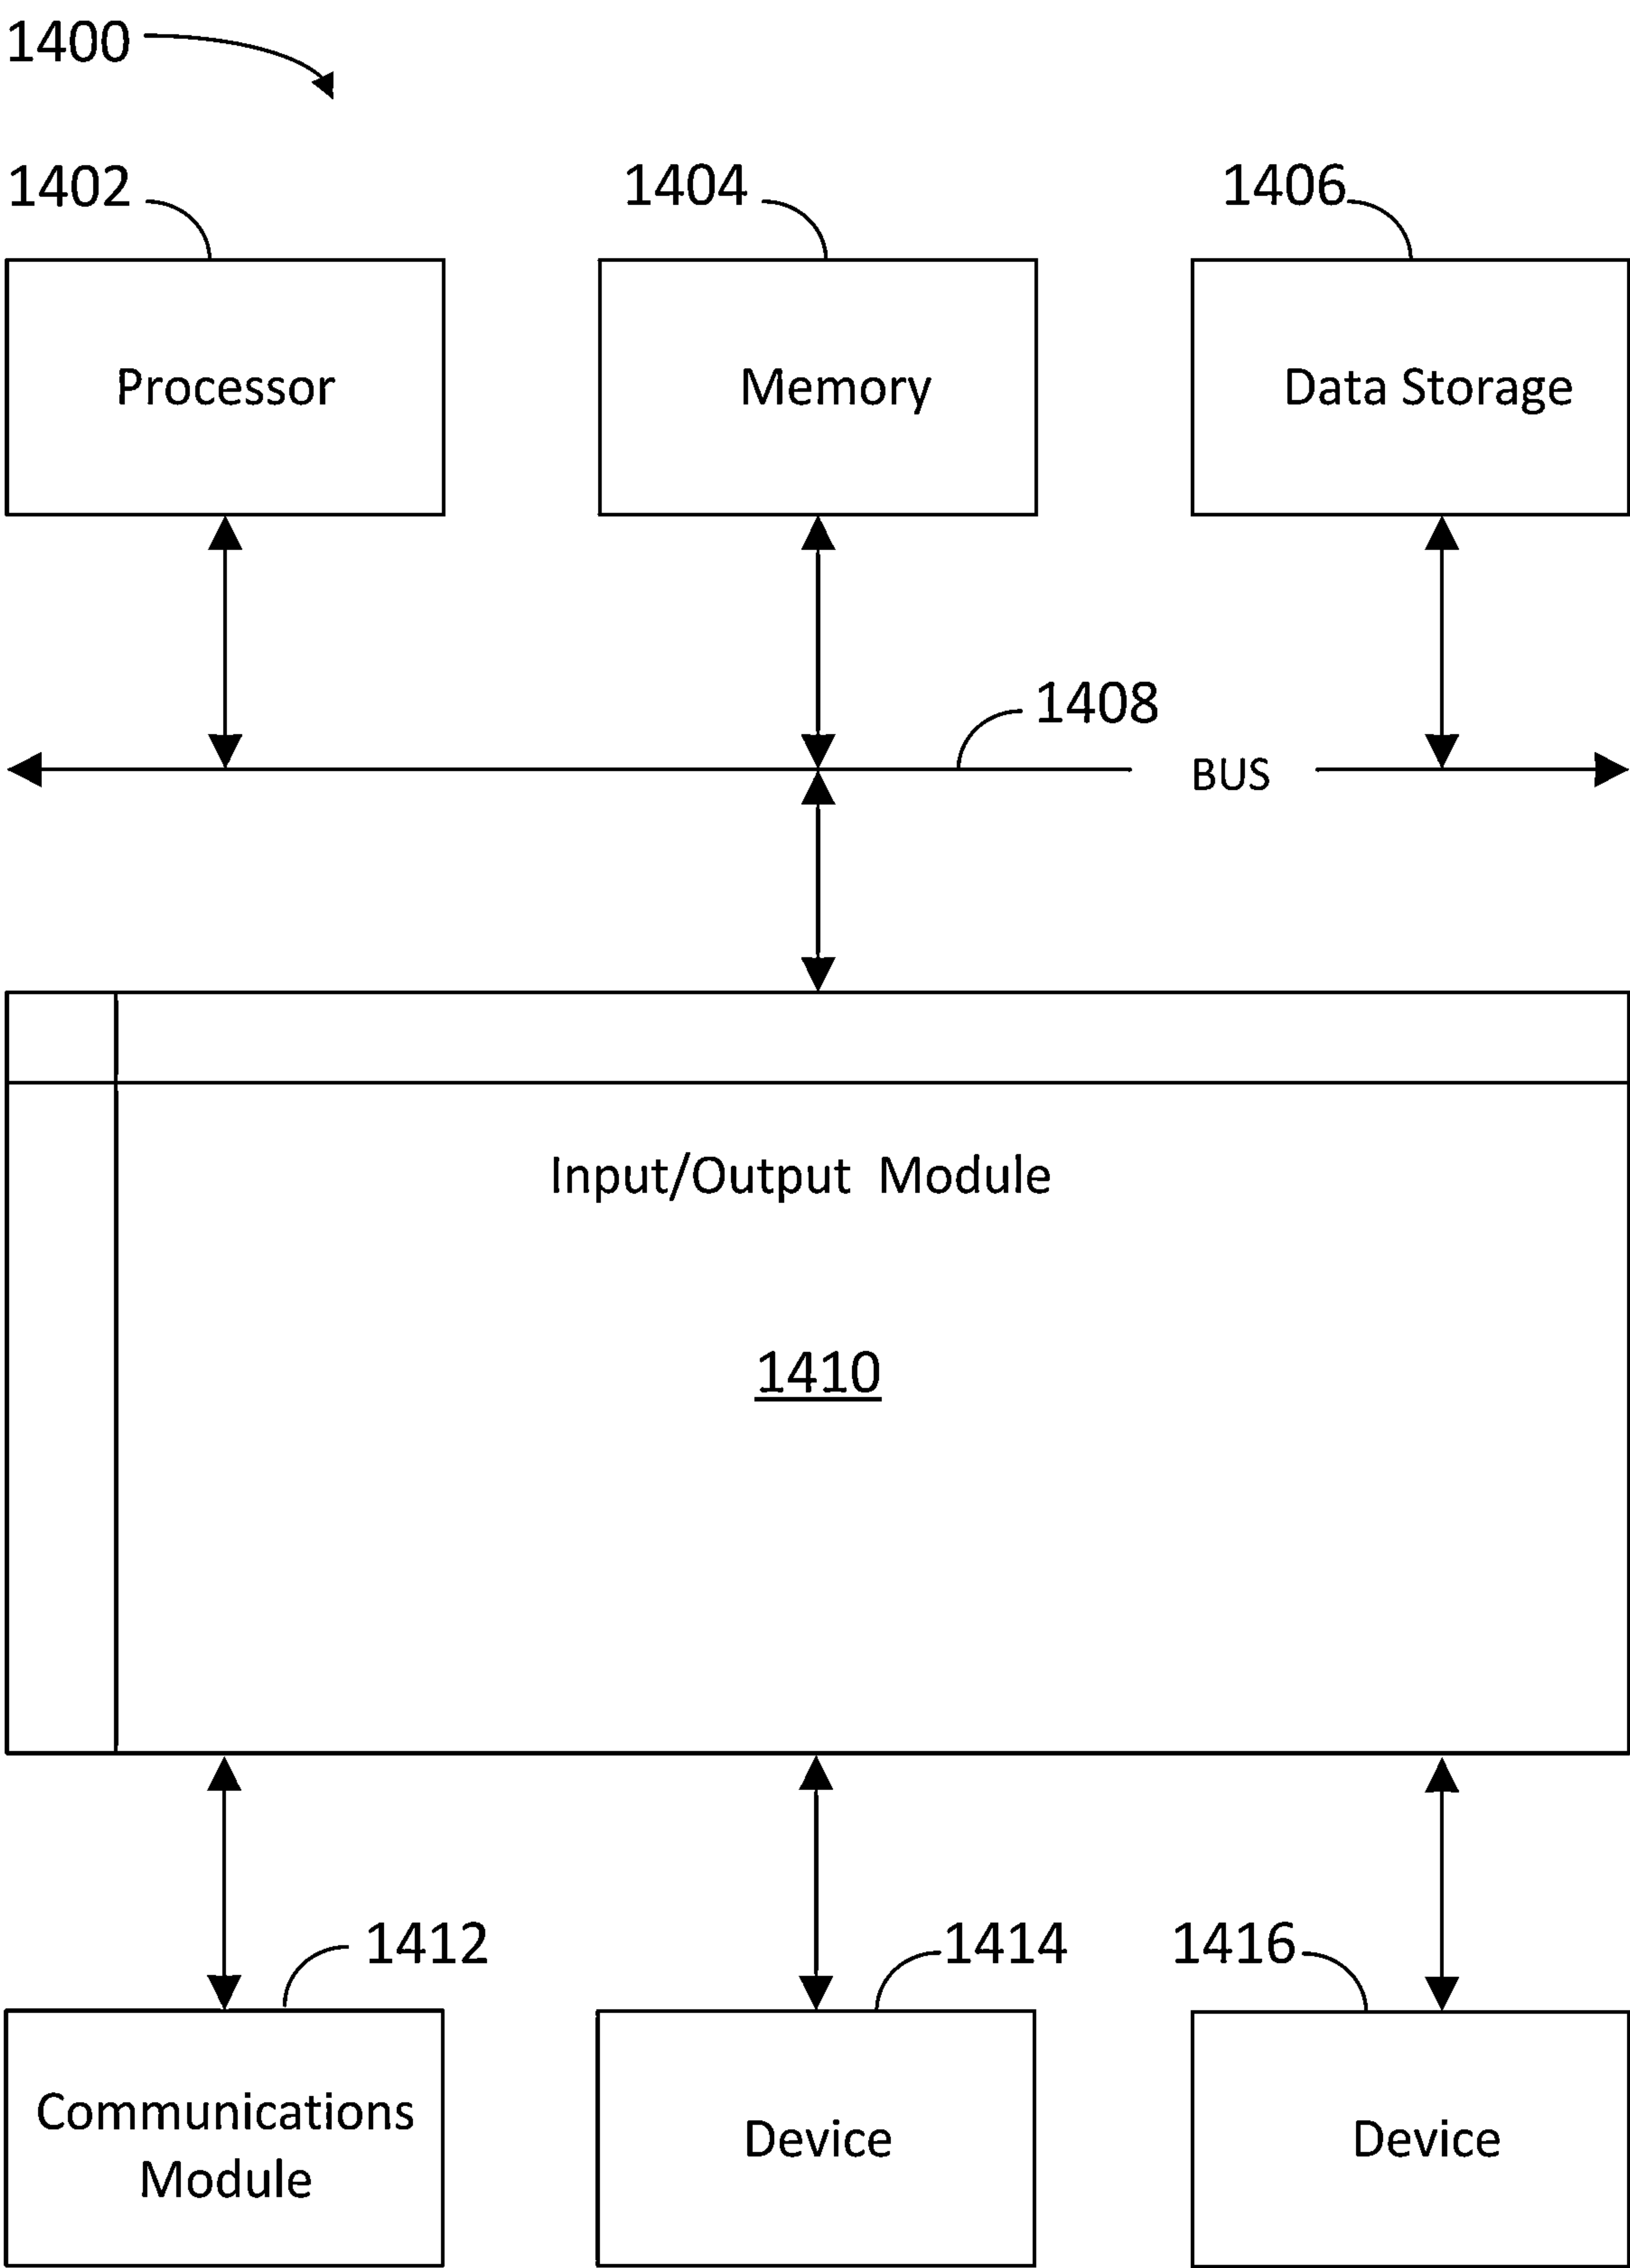 1400
1402
1404
1406
Processor
Memory
Data Storage
1408
BUS
Input/Output Module
1410
1412
1414
1416
Communications
Module
Device
Device